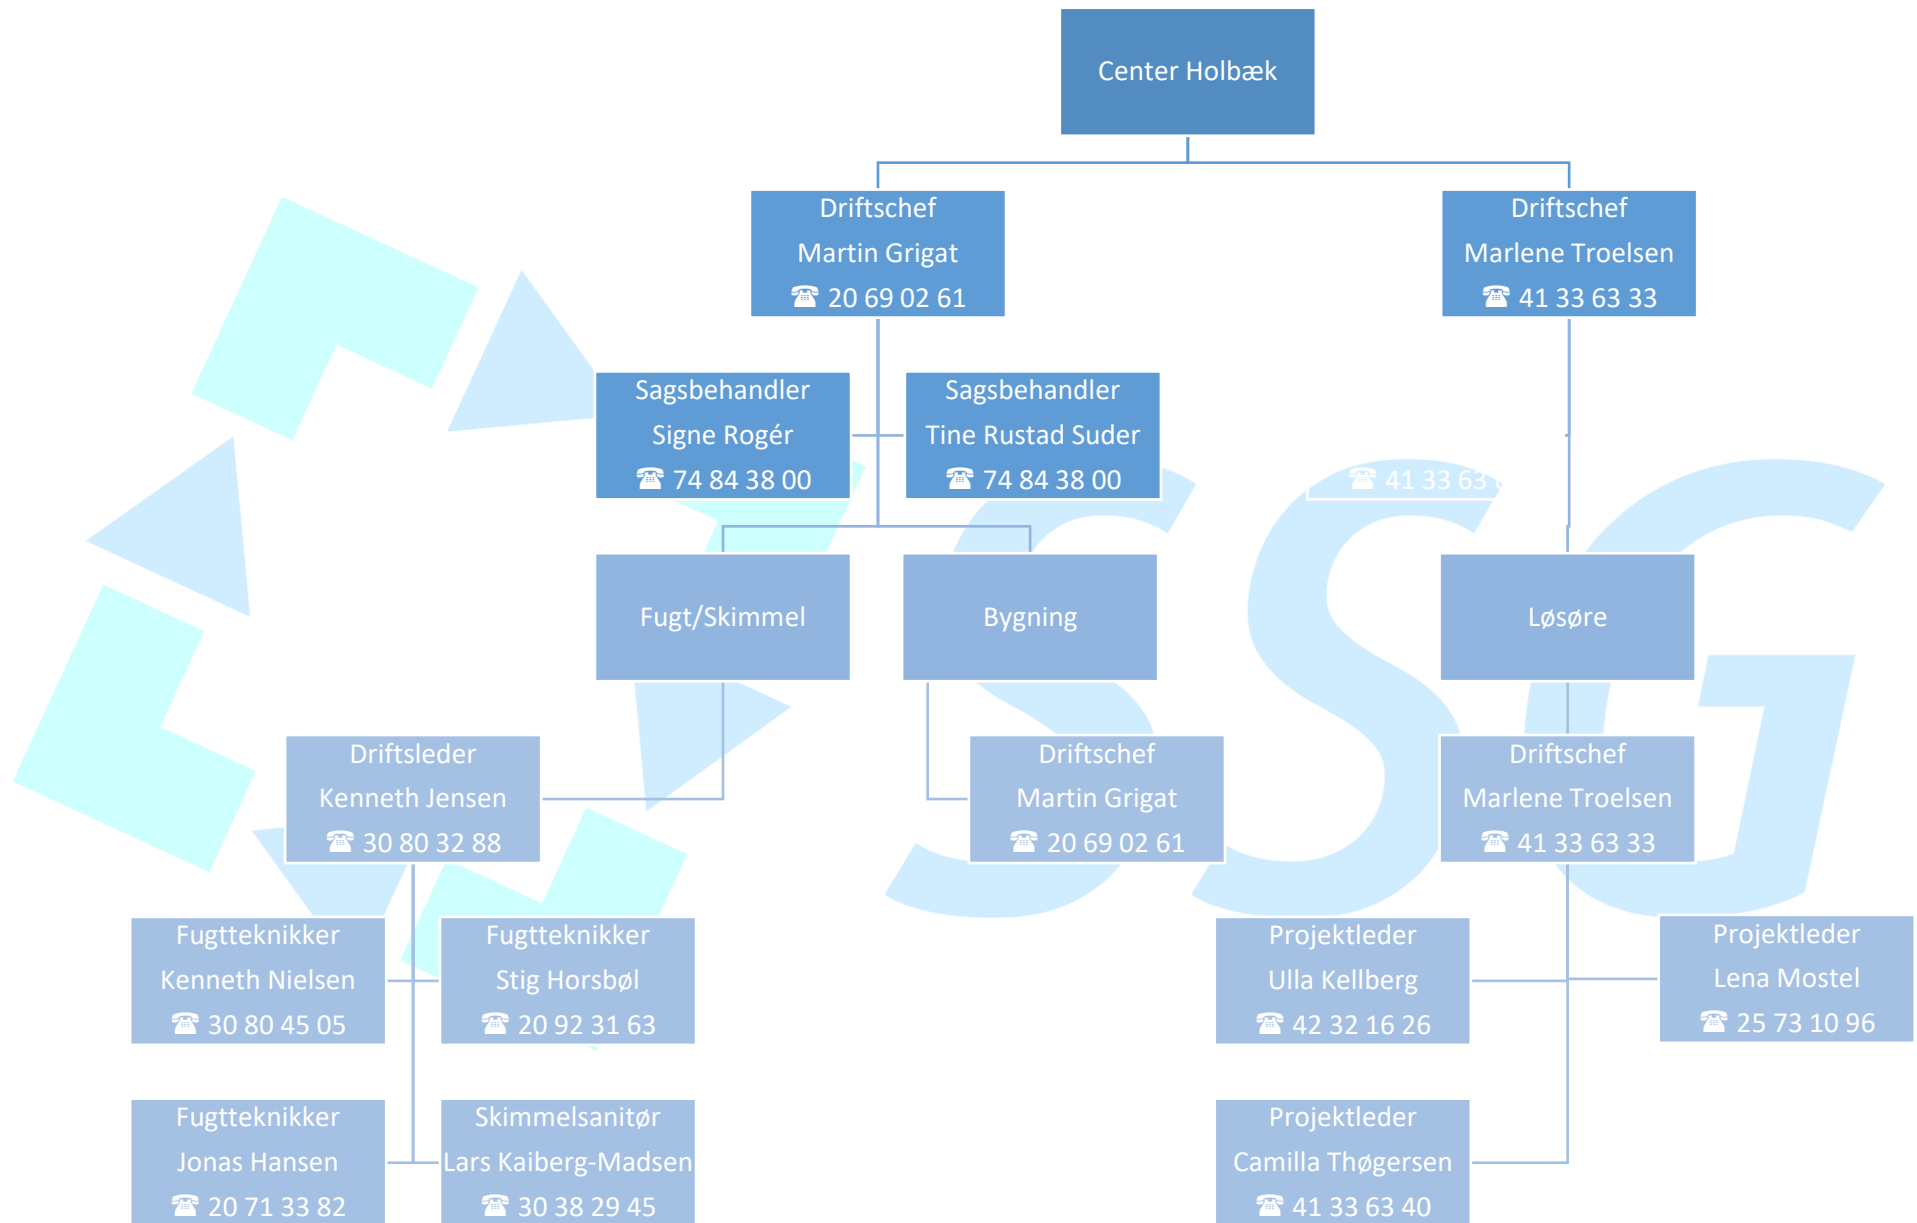 Center Holbæk
Driftschef
Martin Grigat
☎ 20 69 02 61
Driftschef
Marlene Troelsen
☎ 41 33 63 33
Sagsbehandler
Signe Rogér
☎ 74 84 38 00
Sagsbehandler
Tine Rustad Suder
☎ 74 84 38 00
☎ 41 33 63
Fugt/Skimmel
Bygning
Løsøre
SSG
Driftsleder
Kenneth Jensen
☎ 30 80 32 88
Driftschef
Martin Grigat
☎ 20 69 02 61
Driftschef
Marlene Troelsen
☎ 41 33 63 33
Fugtteknikker
Kenneth Nielsen
☎ 30 80 45 05
Fugtteknikker
Stig Horsbøl
☎ 20 92 31 63
Projektleder
Ulla Kellberg
☎ 42 32 16 26
Projektleder
Lena Mostel
☎ 25 73 10 96
Fugtteknikker
Jonas Hansen
☎ 20 71 33 82
Skimmelsanitør
Lars Kaiberg-Madsen
☎ 30 38 29 45
Projektleder
Camilla Thøgersen
☎ 41 33 63 40